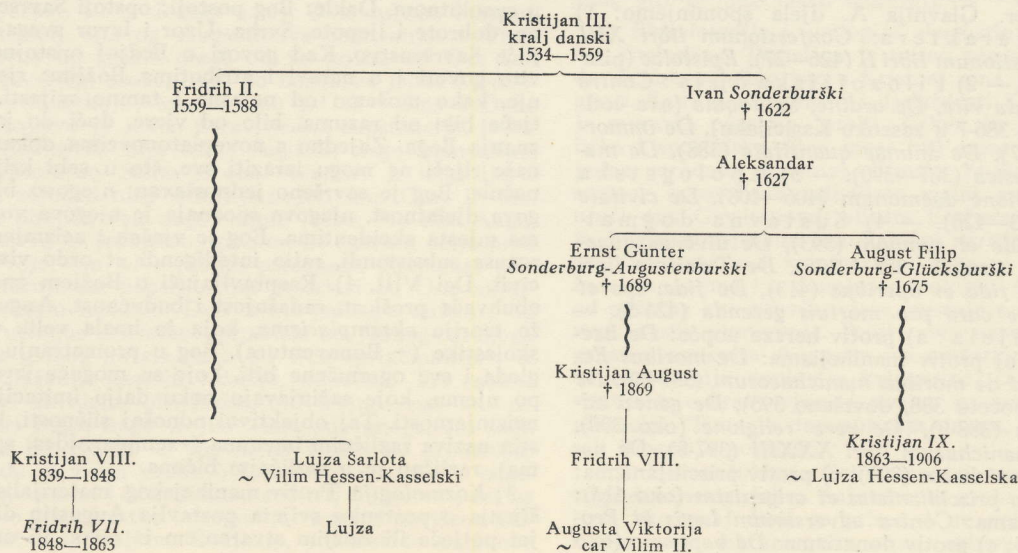 Kristijan III.
kralj danski
1534—1559
Fridrih II.
1559—1588
Ivan Sonderburški
† 1622
Aleksandar
† 1627
Ernst Günter
Sonderburg-Augustenburški
† 1689
August Filip
Sonderburg-Glücksburški
† 1675
Kristijan August
† 1869
Kristijan VIII.
1839—1848
Lujza Šarlota
~ Vilim Hessen-Kasselski
Fridrih VIII.
Kristijan IX.
1863—1906
~ Lujza Hessen-Kasselska
Fridrih VII.
1848—1863
Lujza
Augusta Viktorija
~ car Vilim II.